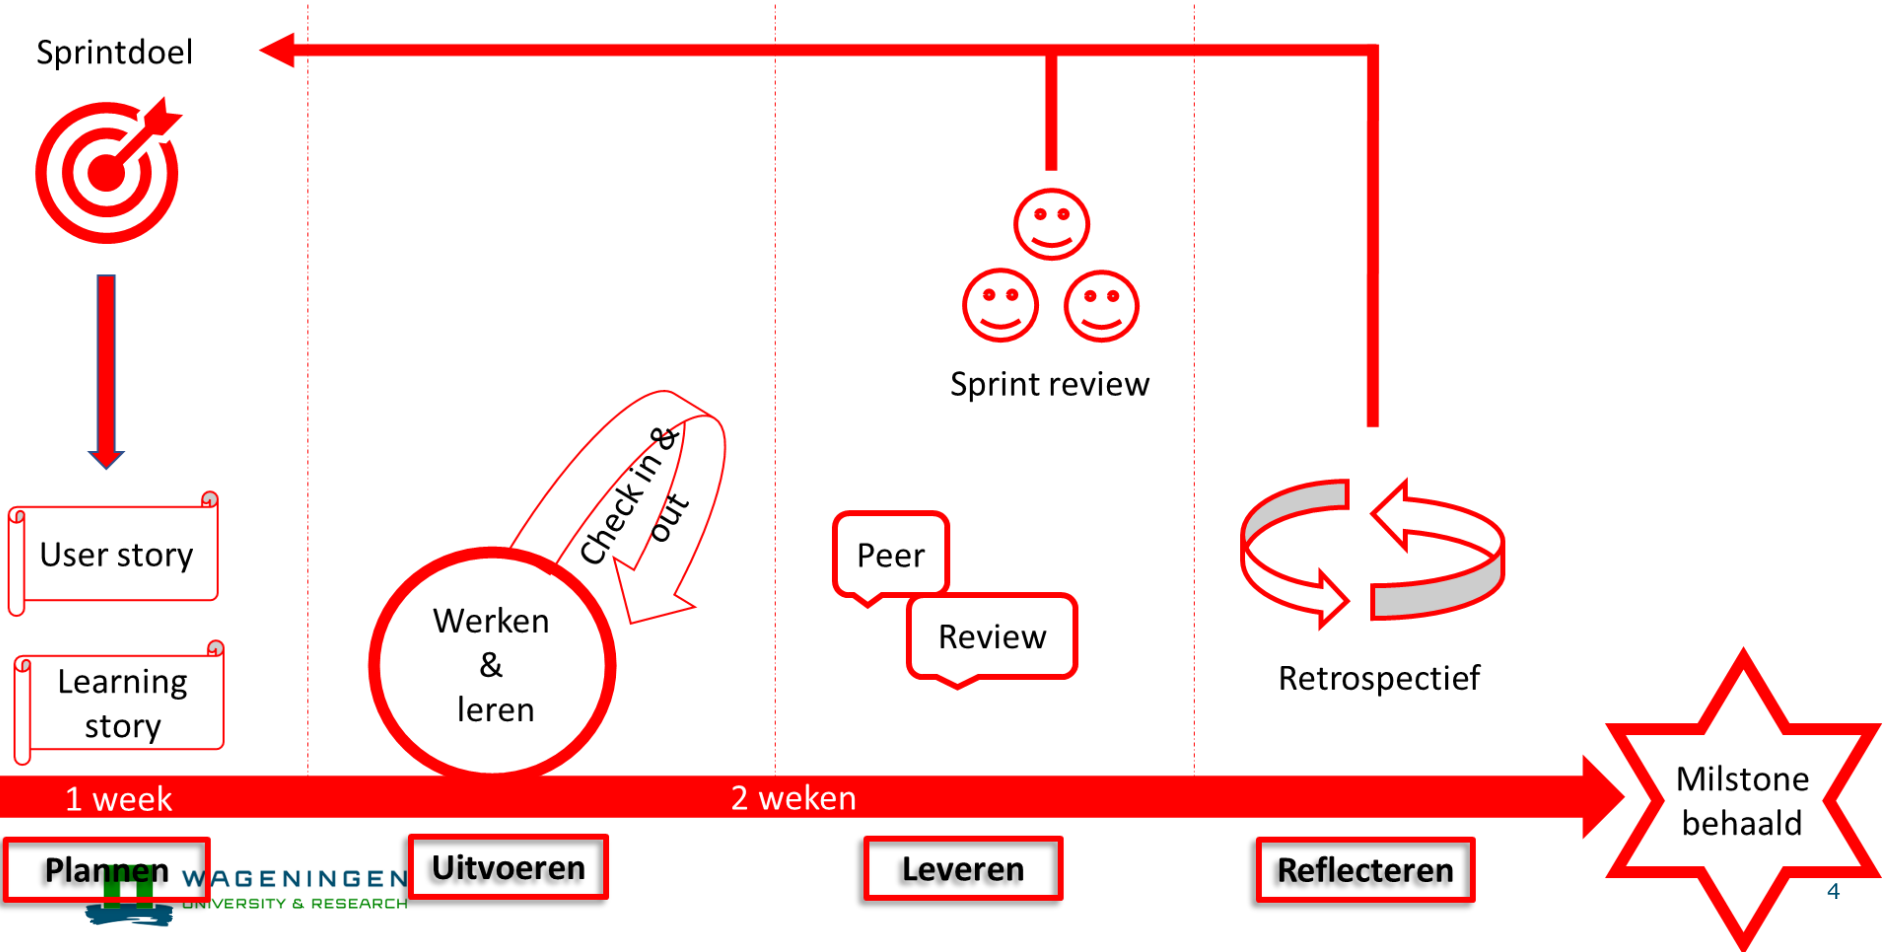 Sprintdoel
Sprint review
Check in &
out
User story
Peer
Review
Werken
&
leren
Learning
story
Retrospectief
Milstone
behaald
1 week
2 weken
Plannen
Uitvoeren
Leveren
Reflecteren
WAGENINGEN
UNIVERSITY & RESEARCH
4